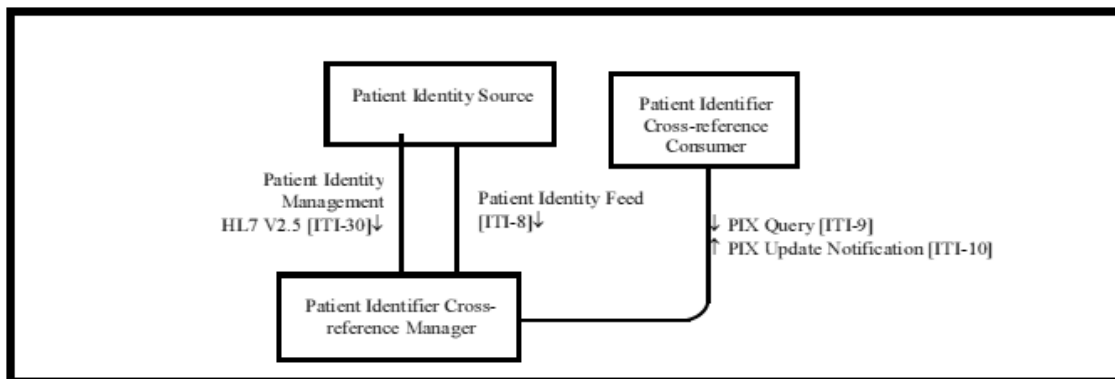 Patient Identity Source
Patient Identifier
Cross-reference
Consumer
Patient Identity
Management
HL7 V2.5 [ITI-30]↓
Patient Identity Feed
[ITI-8]↓
↓ PIX Query [ITI-9]
↑ PIX Update Notification [ITI-10]
Patient Identifier Cross-
reference Manager